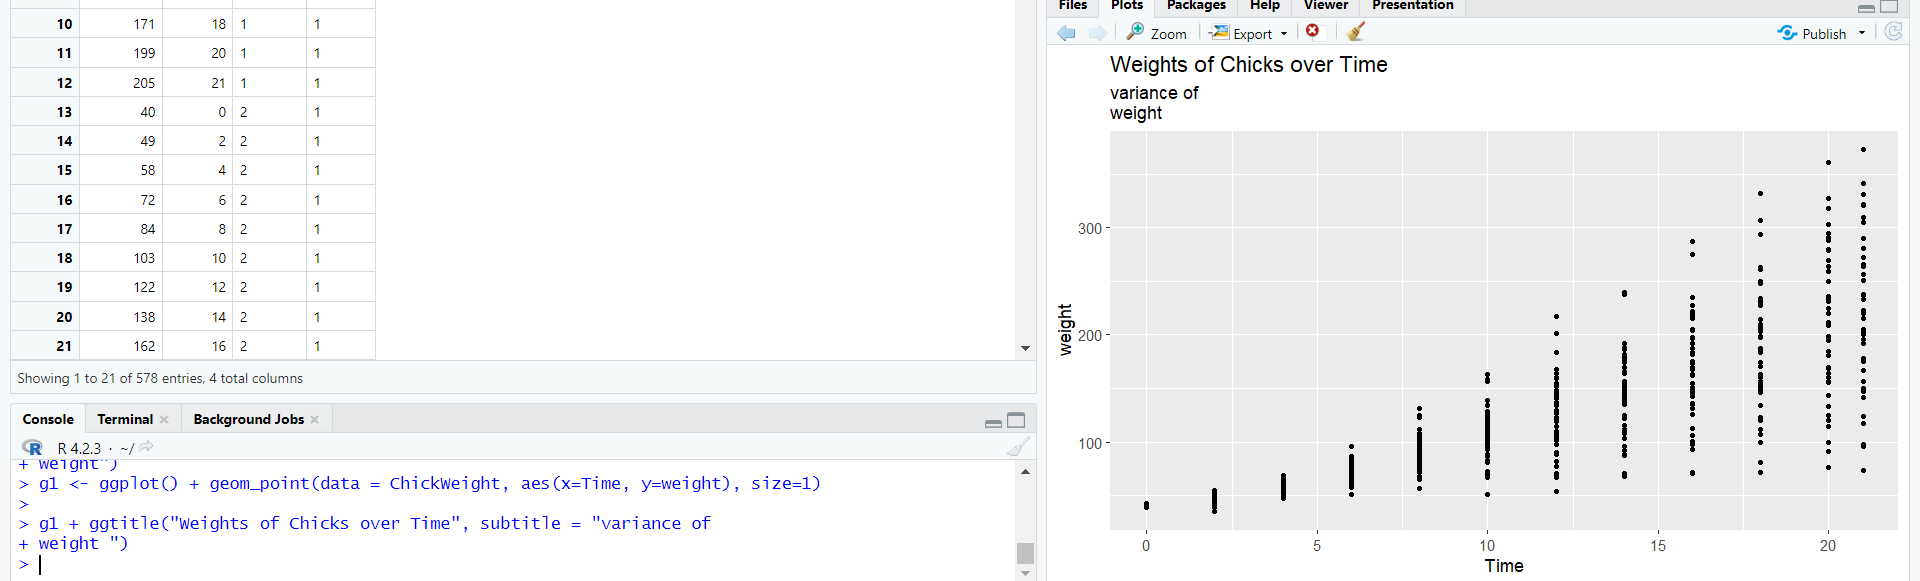 10 171 18 1 1
11 199 20 1 1
12 205 21 1 1
13 40 0 2 1
14 49 2 2 1
15 58 4 2 1
16 72 6 2 1
17 84 8 2 1
18 103 10 2 1
19 122 12 2 1
20 138 14 2 1
21 162 16 2 1
Showing 1 to 21 of 578 entries, 4 total columns
Console Terminal Background Jobs
R R 4.2.3 · ~/
+ weight")
> g1 <- ggplot() + geom_point(data = ChickWeight, aes(x=Time, y=weight), size=1)
>
> g1 + ggtitle("Weights of Chicks over Time", subtitle = "variance of
+ weight ")
>
Files Plots Packages Help Viewer Presentation
Zoom Export Publish
Weights of Chicks over Time
variance of
weight
300
200
100
weight
0 5 10 15 20
Time